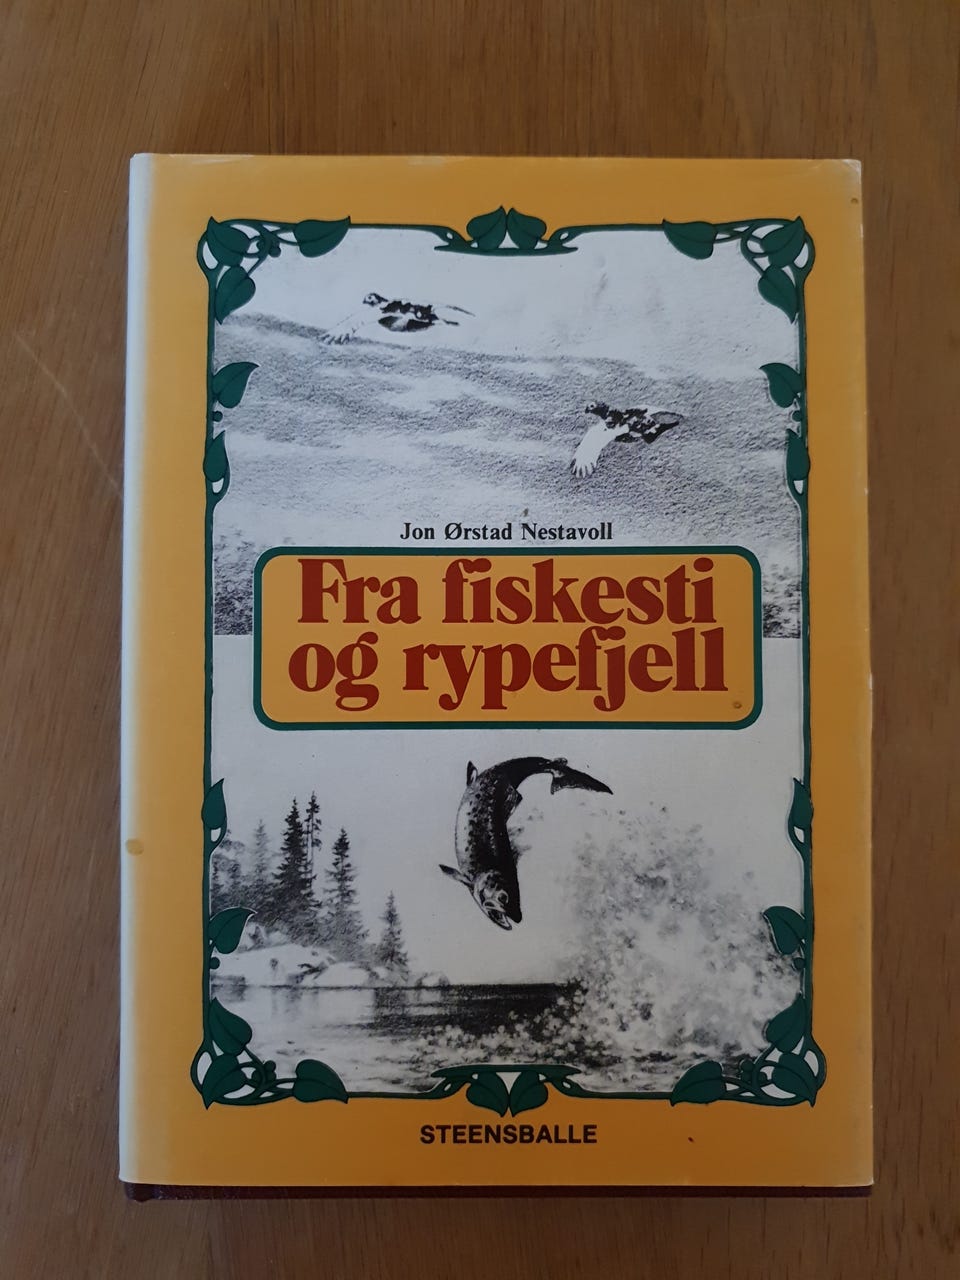 Jon Ørstad Nestavoll
Fra fiskesti
og rypefjell
STEENSBALLE